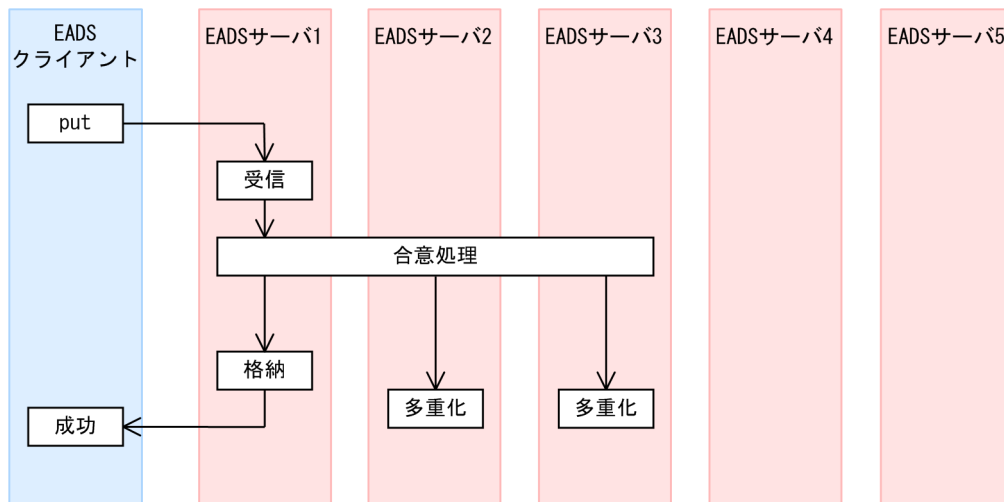 EADS
クライアント
EADSサーバ1
EADSサーバ2
EADSサーバ3
EADSサーバ4
EADSサーバ5
put
受信
合意処理
格納
多重化
多重化
成功